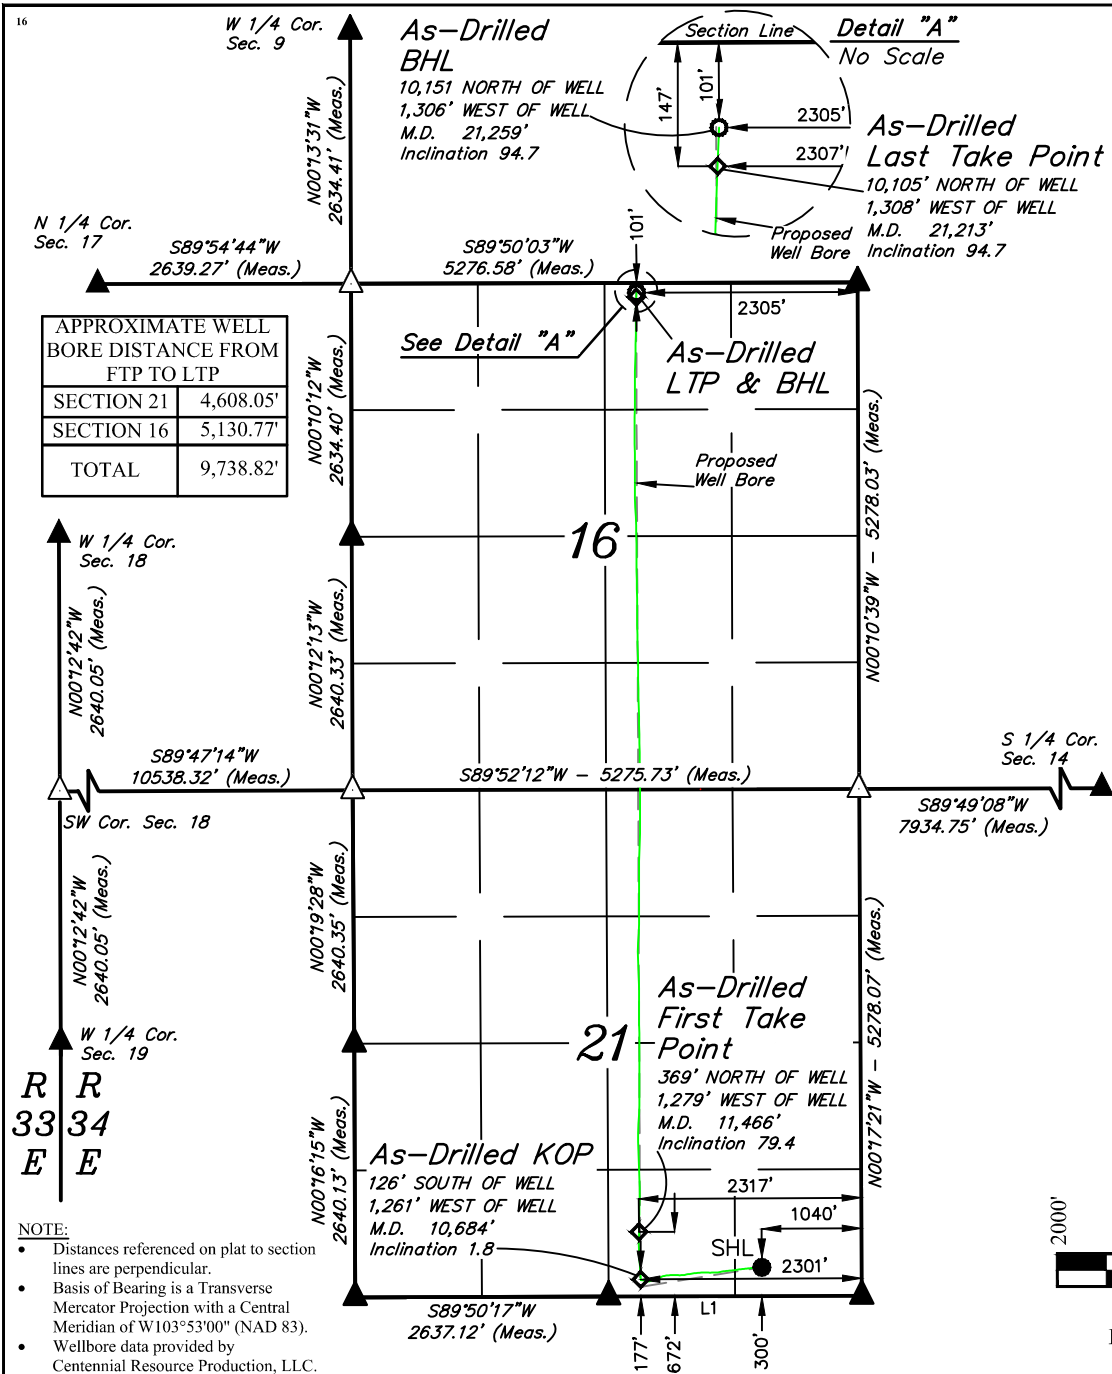 16
W 1/4 Cor.
Sec. 9
As-Drilled
BHL
10,151 NORTH OF WELL
1,306' WEST OF WELL
M.D. 21,259'
Inclination 94.7
Section Line
Detail "A"
No Scale
147'
101'
2305'
2307'
As-Drilled
Last Take Point
10,105' NORTH OF WELL
1,308' WEST OF WELL
M.D. 21,213'
Inclination 94.7
Proposed
Well Bore
N00°13'31"W
2634.41' (Meas.)
N 1/4 Cor.
Sec. 17
S89°54'44"W
2639.27' (Meas.)
S89°50'03"W
5276.58' (Meas.)
101'
2305'
See Detail "A"
As-Drilled
LTP & BHL
APPROXIMATE WELL
BORE DISTANCE FROM
FTP TO LTP
SECTION 21 4,608.05'
SECTION 16 5,130.77'
TOTAL 9,738.82'
N00°10'12"W
2634.40' (Meas.)
Proposed
Well Bore
N00°10'39"W - 5278.03' (Meas.)
16
W 1/4 Cor.
Sec. 18
N00°12'42"W
2640.05' (Meas.)
N00°12'13"W
2640.33' (Meas.)
S89°47'14"W
10538.32' (Meas.)
S89°52'12"W - 5275.73' (Meas.)
S 1/4 Cor.
Sec. 14
S89°49'08"W
7934.75' (Meas.)
SW Cor. Sec. 18
N00°12'42"W
2640.05' (Meas.)
N00°19'28"W
2640.35' (Meas.)
N00°17'21"W - 5278.07' (Meas.)
W 1/4 Cor.
Sec. 19
21
As-Drilled
First Take
Point
369' NORTH OF WELL
1,279' WEST OF WELL
M.D. 11,466'
Inclination 79.4
R R
33 34
E E
N00°16'15"W
2640.13' (Meas.)
As-Drilled KOP
126' SOUTH OF WELL
1,261' WEST OF WELL
M.D. 10,684'
Inclination 1.8
2317'
1040'
SHL
2301'
2000'
NOTE:
• Distances referenced on plat to section
lines are perpendicular.
• Basis of Bearing is a Transverse
Mercator Projection with a Central
Meridian of W103°53'00" (NAD 83).
• Wellbore data provided by
Centennial Resource Production, LLC.
S89°50'17"W
2637.12' (Meas.)
L1
177'
672'
300'